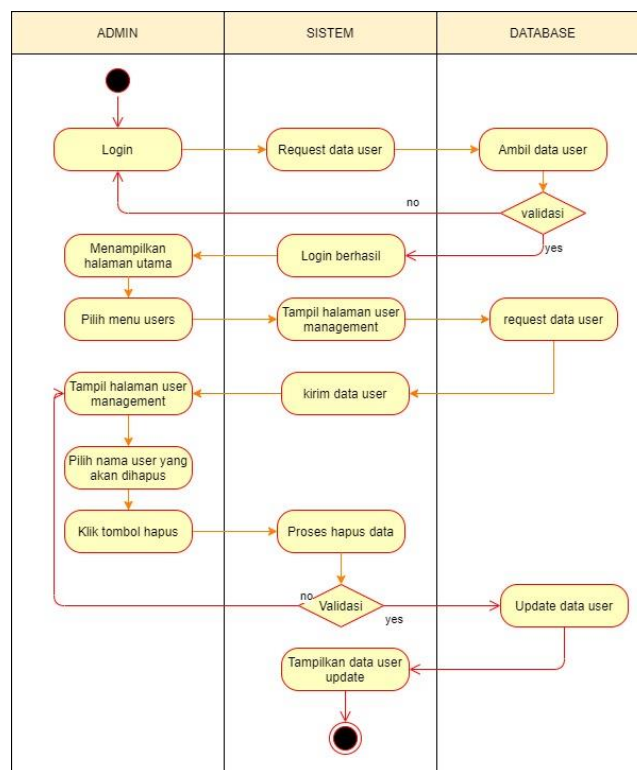 ADMIN
SISTEM
DATABASE
Login
Request data user
Ambil data user
no
validasi
yes
Menampilkan
halaman utama
Login berhasil
Pilih menu users
Tampil halaman user
management
request data user
Tampil halaman user
management
kirim data user
Pilih nama user yang
akan dihapus
Klik tombol hapus
Proses hapus data
no
Validasi
yes
Update data user
Tampilkan data user
update